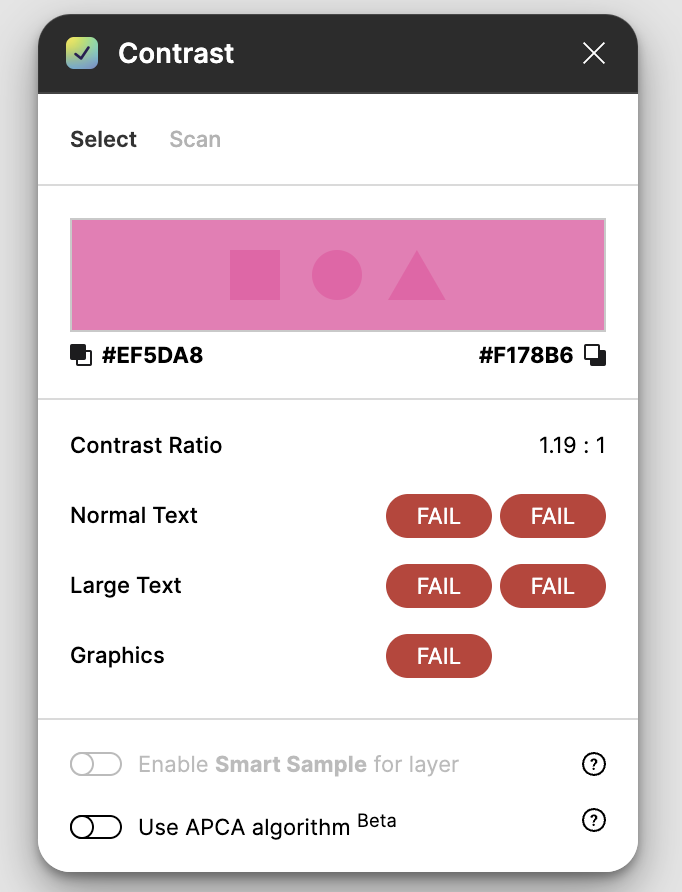 Contrast
Select Scan
#EF5DA8 #F178B6
Contrast Ratio 1.19 : 1
Normal Text FAIL FAIL
Large Text FAIL FAIL
Graphics FAIL
Enable Smart Sample for layer ?
Use APCA algorithm Beta ?